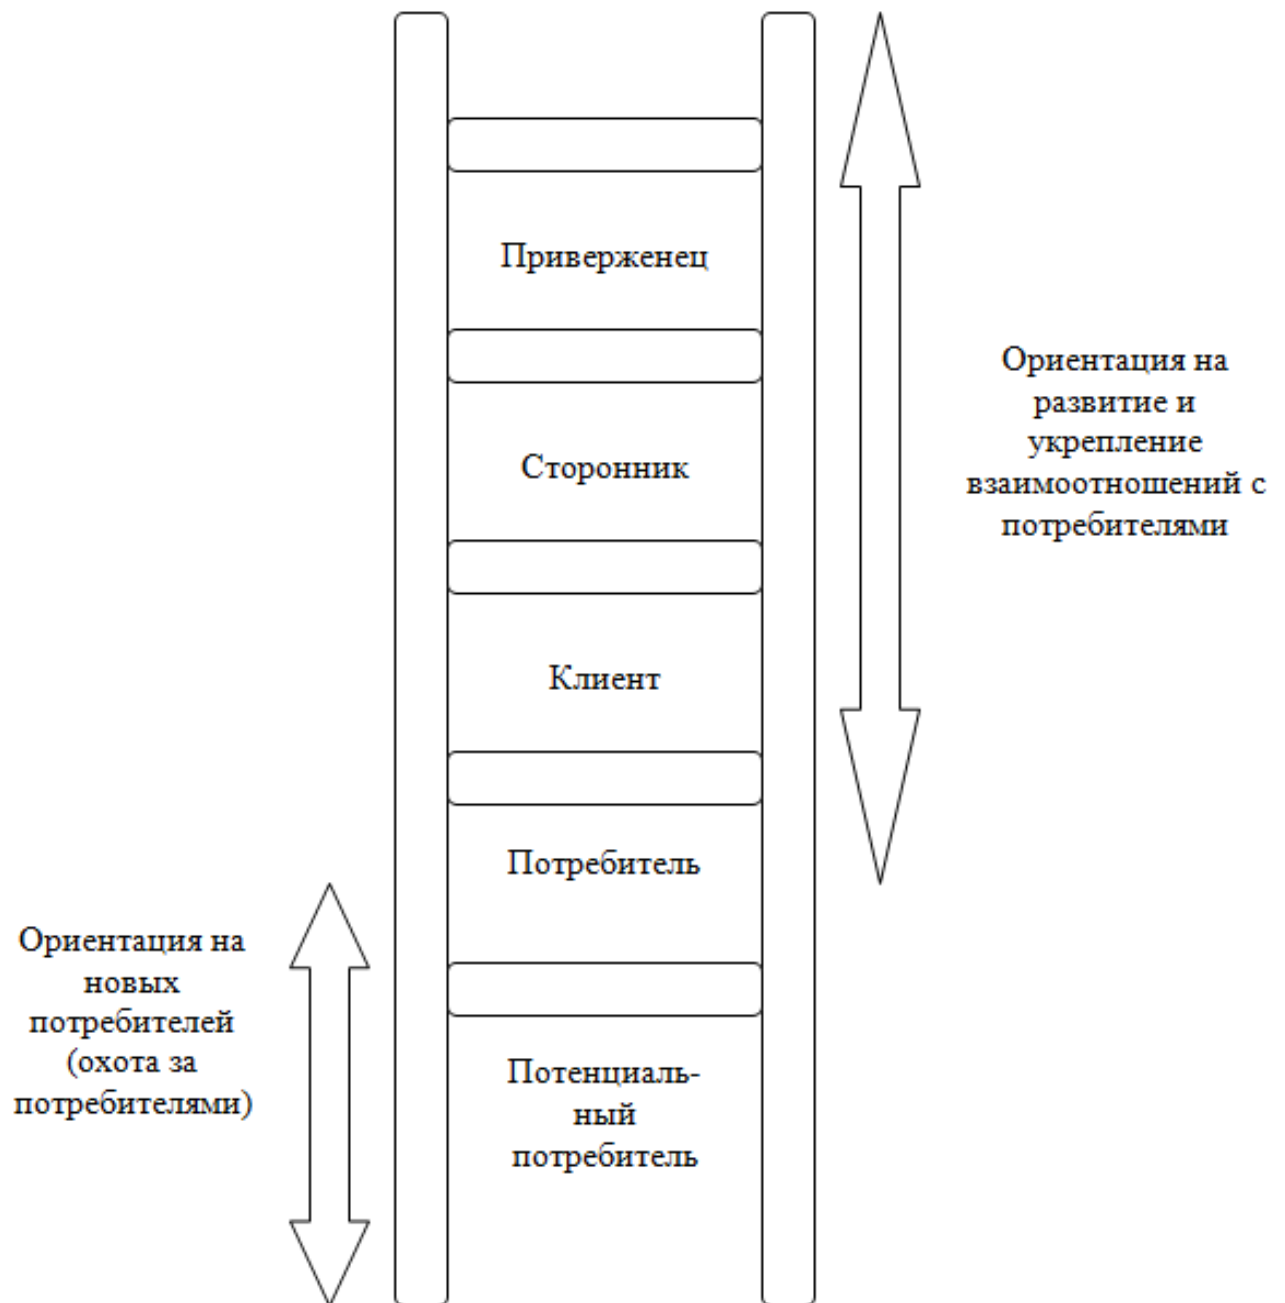 Приверженец
Сторонник
Клиент
Потребитель
Потенциаль-
ный
потребитель
Ориентация на
развитие и
укрепление
взаимоотношений с
потребителями
Ориентация на
новых
потребителей
(охота за
потребителями)